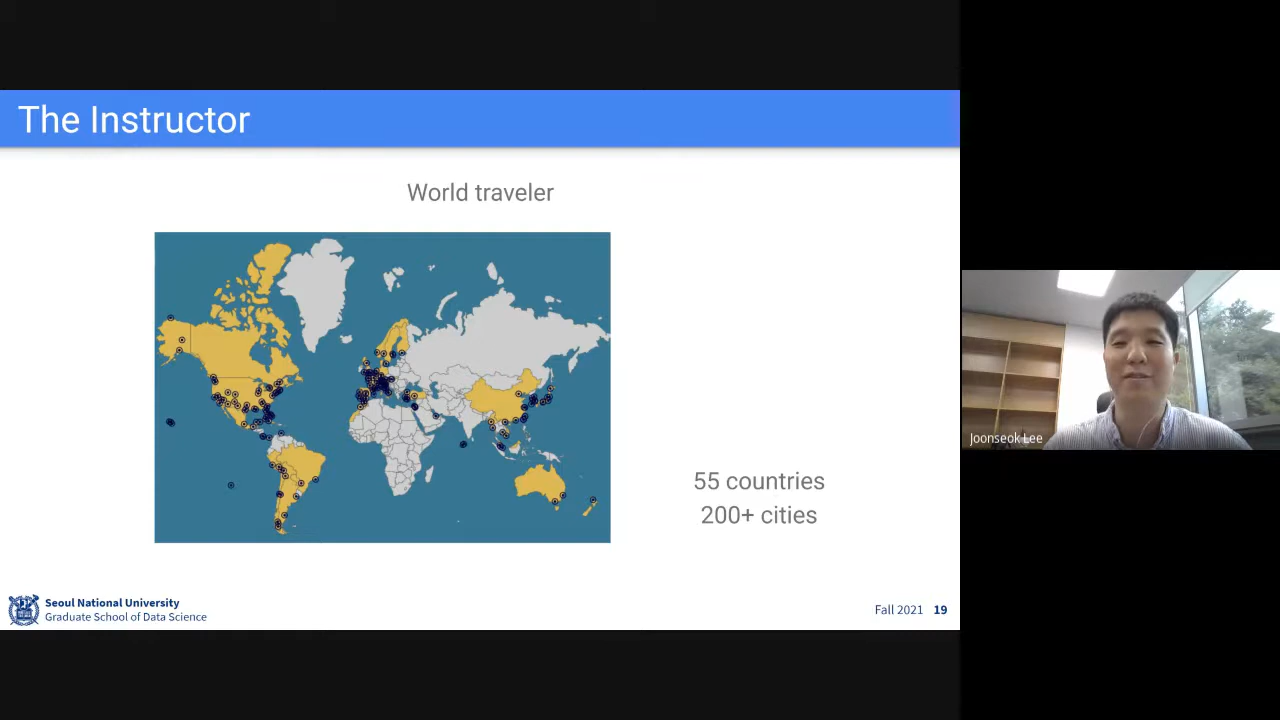 The Instructor
World traveler
55 countries
200+ cities
Joonseok Lee
Seoul National University
Graduate School of Data Science
Fall 2021 19